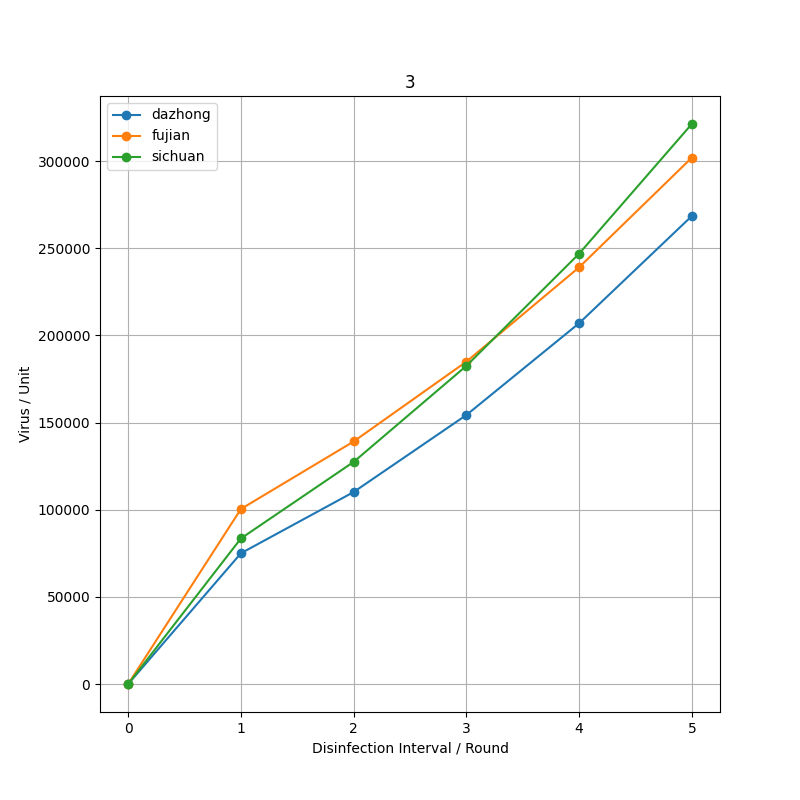 3
dazhong
fujian
sichuan
300000
250000
200000
150000
100000
50000
0
Virus / Unit
0 1 2 3 4 5
Disinfection Interval / Round